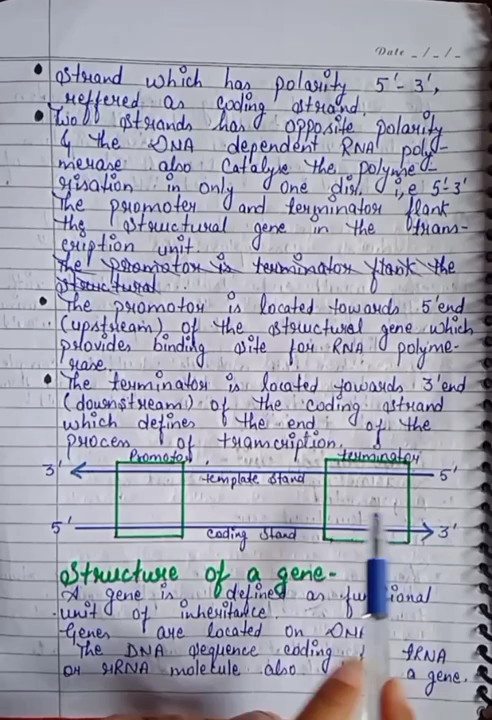 Date _/_/_
• Strand which has polarity 5'-3',
reffered as coding strand.
• Two strands has opposite polarity
& the DNA dependent RNA poly-
merase also catalyse the polyme-
risation in only one dir. i,e 5'-3'
The promoter and terminator flank
the structural gene in the trans-
cription unit.
The promotor is terminator flank the
structural
• The promotor is located towards 5'end
(upstream) of the structural gene which
provides binding site for RNA polyme-
rase.
• The terminator is located towards 3'end
(downstream) of the coding strand
which defines the end of the
process of transcription.
Promotor terminator
3' template Stand 5'
5' Coding Stand 3'
Structure of a gene-
A gene is defined as
unit of inheritance.
Genes are located on DNA
The DNA sequence coding tRNA
or rRNA molecule also a gene.